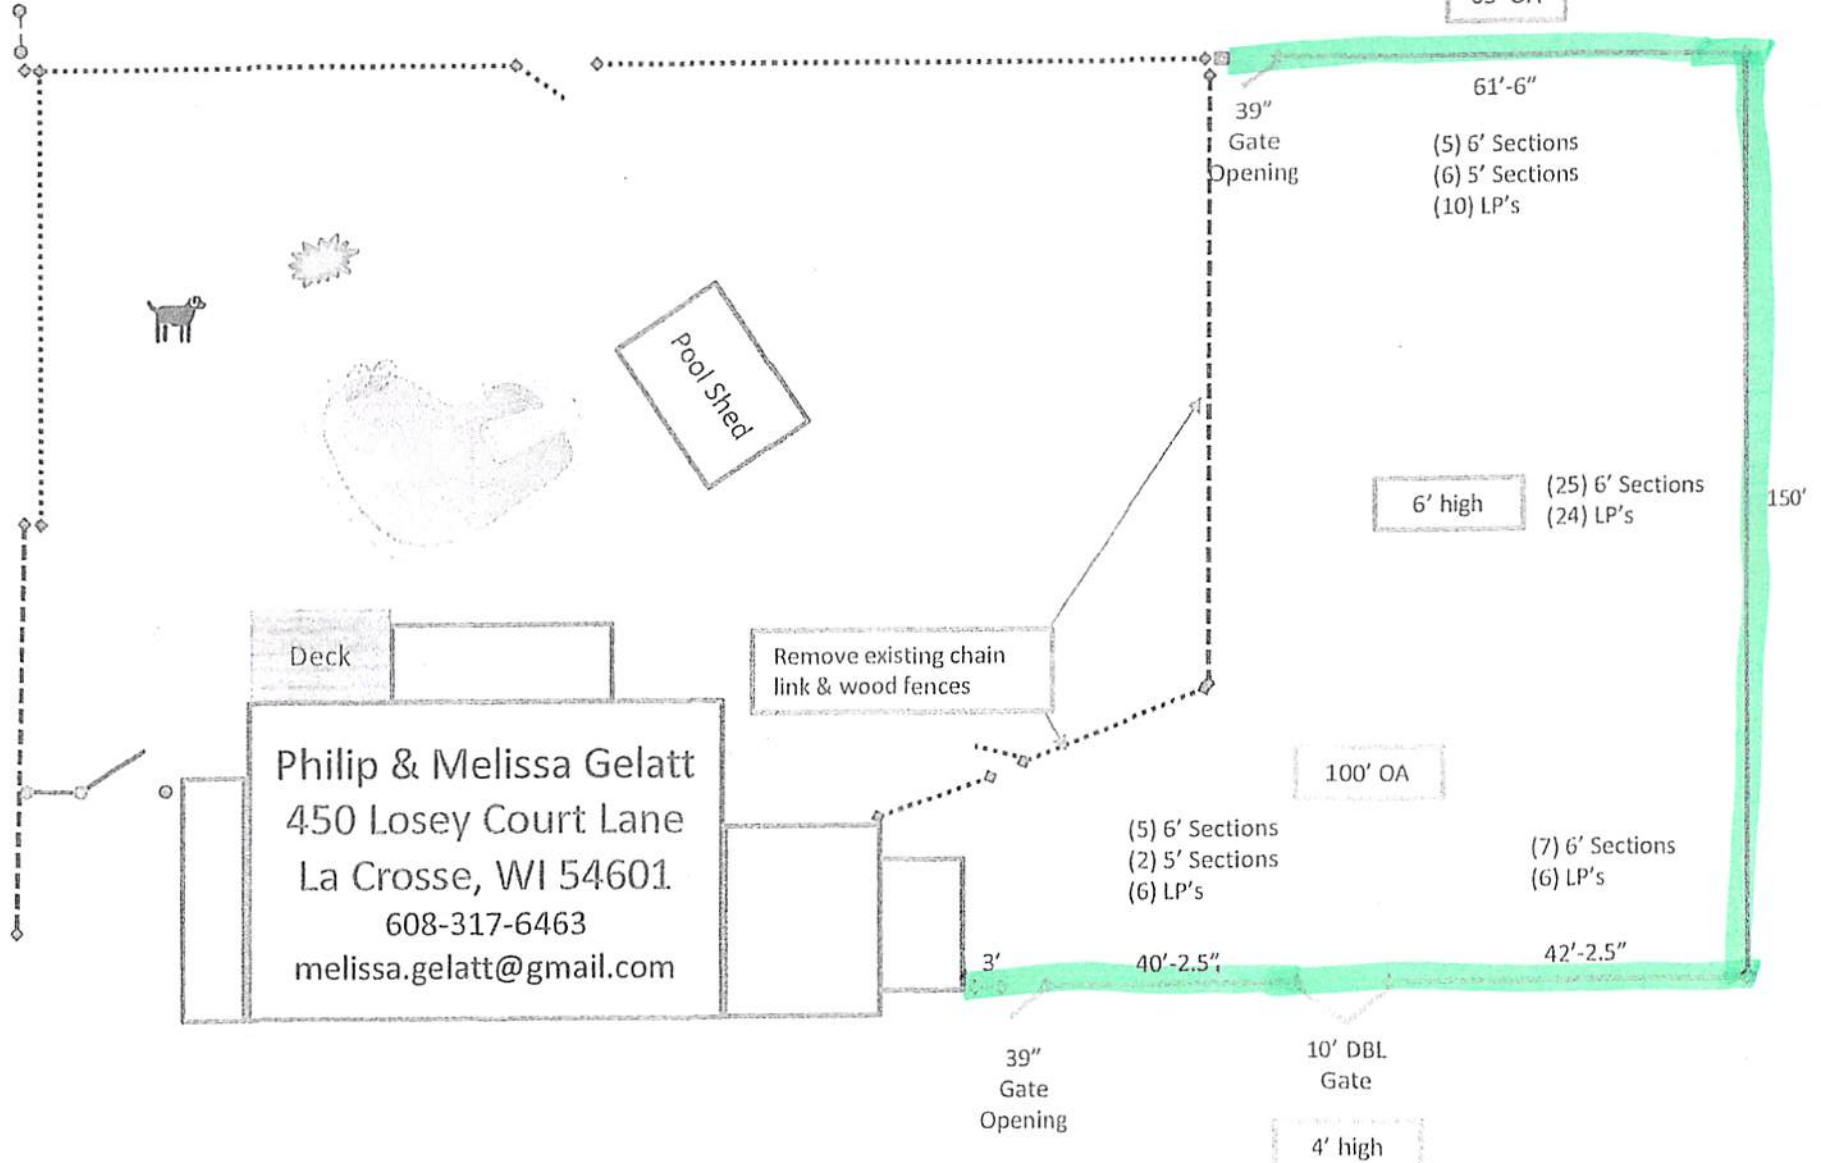 61'-6"
39"
Gate
Opening
(5) 6' Sections
(6) 5' Sections
(10) LP's
Pool Shed
6' high
(25) 6' Sections
(24) LP's
150'
Deck
Remove existing chain
link & wood fences
Philip & Melissa Gelatt
450 Losey Court Lane
La Crosse, WI 54601
608-317-6463
melissa.gelatt@gmail.com
100' OA
(5) 6' Sections
(2) 5' Sections
(6) LP's
(7) 6' Sections
(6) LP's
3'
40'-2.5"
42'-2.5"
39"
Gate
Opening
10' DBL
Gate
4' high